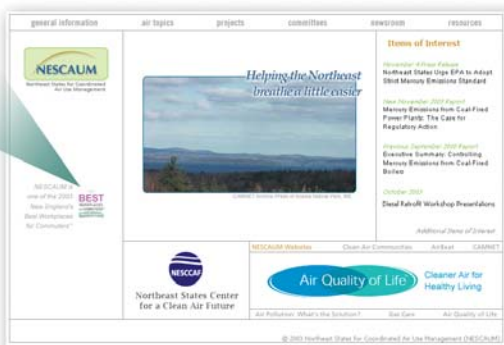 general information
air topics
projects
committees
newsroom
resources
NESCAUM
Northeast States for Coordinated
Air Use Management
NESCAUM is
one of the 2003
"New England's
Best Workplaces
for Commuters"
BEST
Helping the Northeast
breathe a little easier
Items of Interest
November 4 Press Release
Northeast States Urge EPA to Adopt
Strict Mercury Emissions Standard
New November 2003 Report
Mercury Emissions from Coal-Fired
Power Plants: The Case for
Regulatory Action
Previous September 2000 Report
Executive Summary: Controlling
Mercury Emissions from Coal-Fired
Boilers
October 2003
Diesel Retrofit Workshop Presentations
Additional Items of Interest
NESCCAF
Northeast States Center
for a Clean Air Future
NESCAUM Websites
Clean Air Communities
AirBeat
CAMNET
Air Quality of Life
Cleaner Air for
Healthy Living
Air Pollution: What's the Solution?
Gas Care
Air Quality of Life
© 2003 Northeast States for Coordinated Air Use Management (NESCAUM)